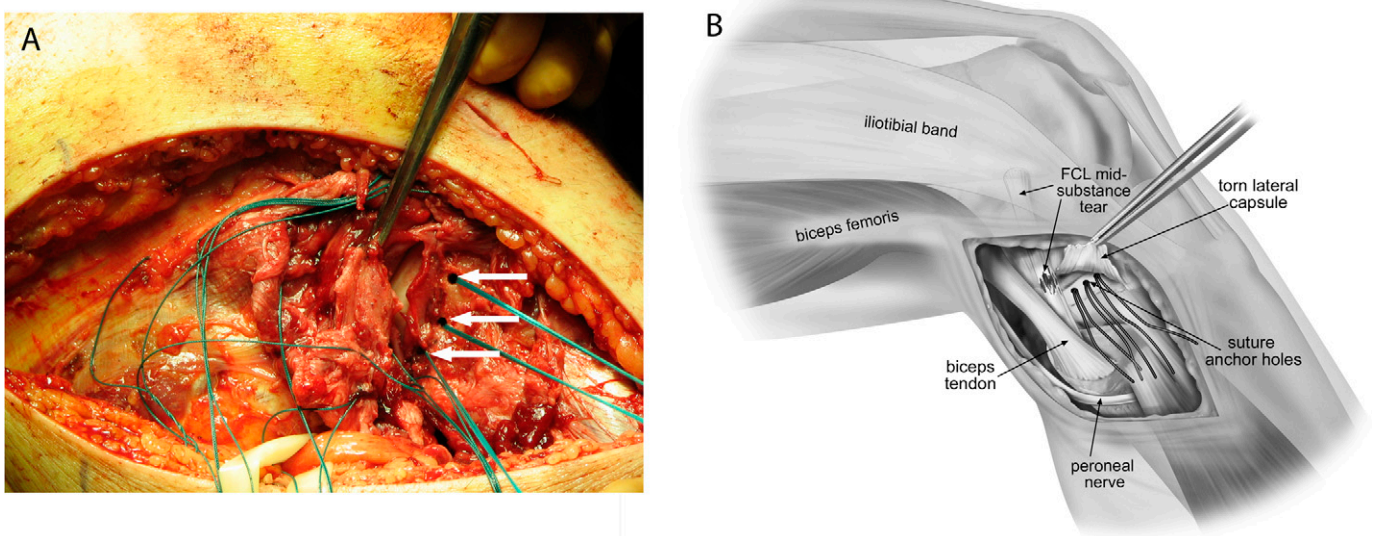 A
B
iliotibial band
FCL mid-
substance
tear
torn lateral
capsule
biceps femoris
suture
anchor holes
biceps
tendon
peroneal
nerve